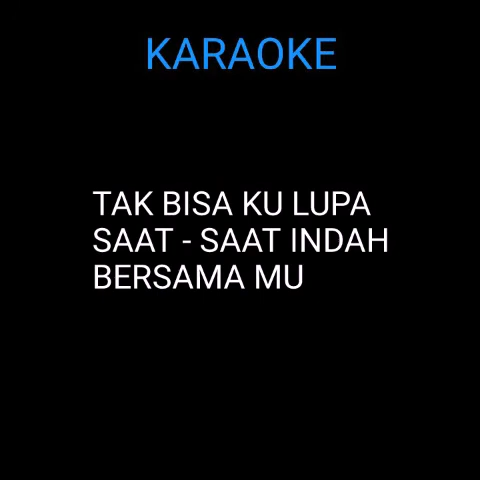 KARAOKE
TAK BISA KU LUPA
SAAT - SAAT INDAH
BERSAMA MU